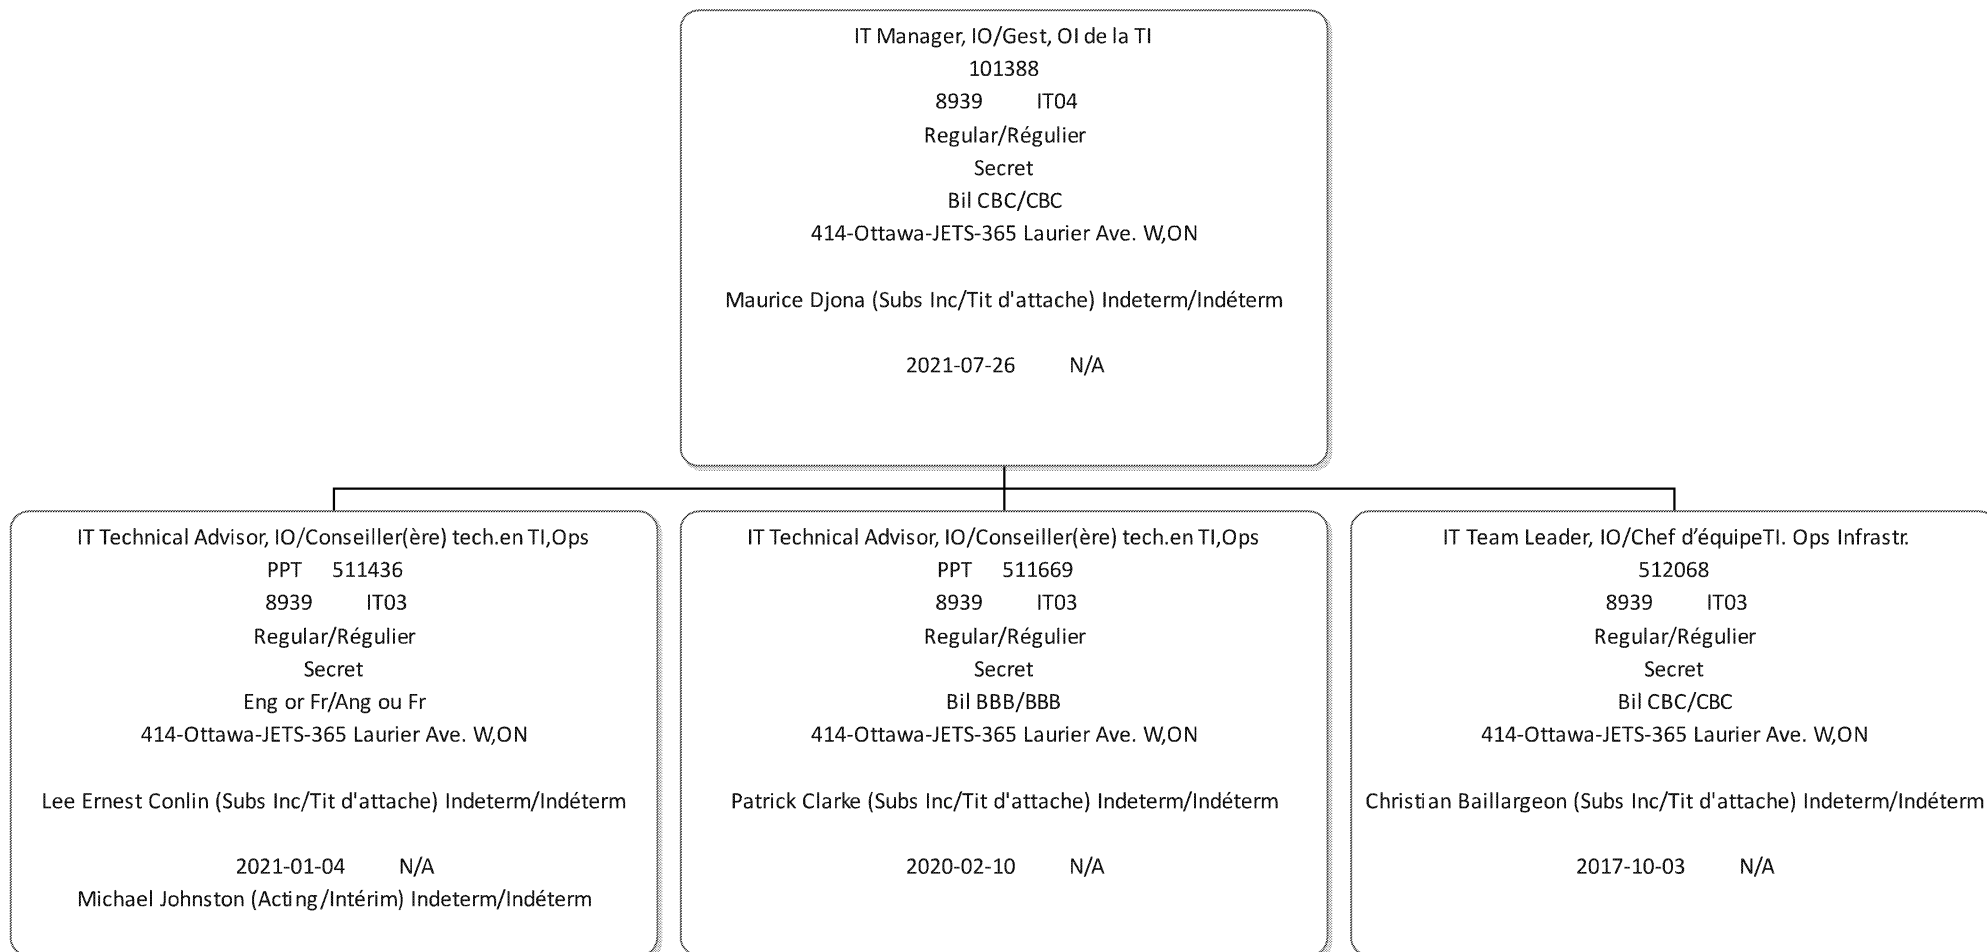 IT Manager, IO/Gest, OI de la TI
101388
8939 IT04
Regular/Régulier
Secret
Bil CBC/CBC
414-Ottawa-JETS-365 Laurier Ave. W,ON
Maurice Djona (Subs Inc/Tit d'attache) Indeterm/Indéterm
2021-07-26 N/A
IT Technical Advisor, IO/Conseiller(ère) tech.en TI,Ops
PPT 511436
8939 IT03
Regular/Régulier
Secret
Eng or Fr/Ang ou Fr
414-Ottawa-JETS-365 Laurier Ave. W,ON
Lee Ernest Conlin (Subs Inc/Tit d'attache) Indeterm/Indéterm
2021-01-04 N/A
Michael Johnston (Acting/Intérim) Indeterm/Indéterm
IT Technical Advisor, IO/Conseiller(ère) tech.en TI,Ops
PPT 511669
8939 IT03
Regular/Régulier
Secret
Bil BBB/BBB
414-Ottawa-JETS-365 Laurier Ave. W,ON
Patrick Clarke (Subs Inc/Tit d'attache) Indeterm/Indéterm
2020-02-10 N/A
IT Team Leader, IO/Chef d’équipeTI. Ops Infrastr.
512068
8939 IT03
Regular/Régulier
Secret
Bil CBC/CBC
414-Ottawa-JETS-365 Laurier Ave. W,ON
Christian Baillargeon (Subs Inc/Tit d'attache) Indeterm/Indéterm
2017-10-03 N/A